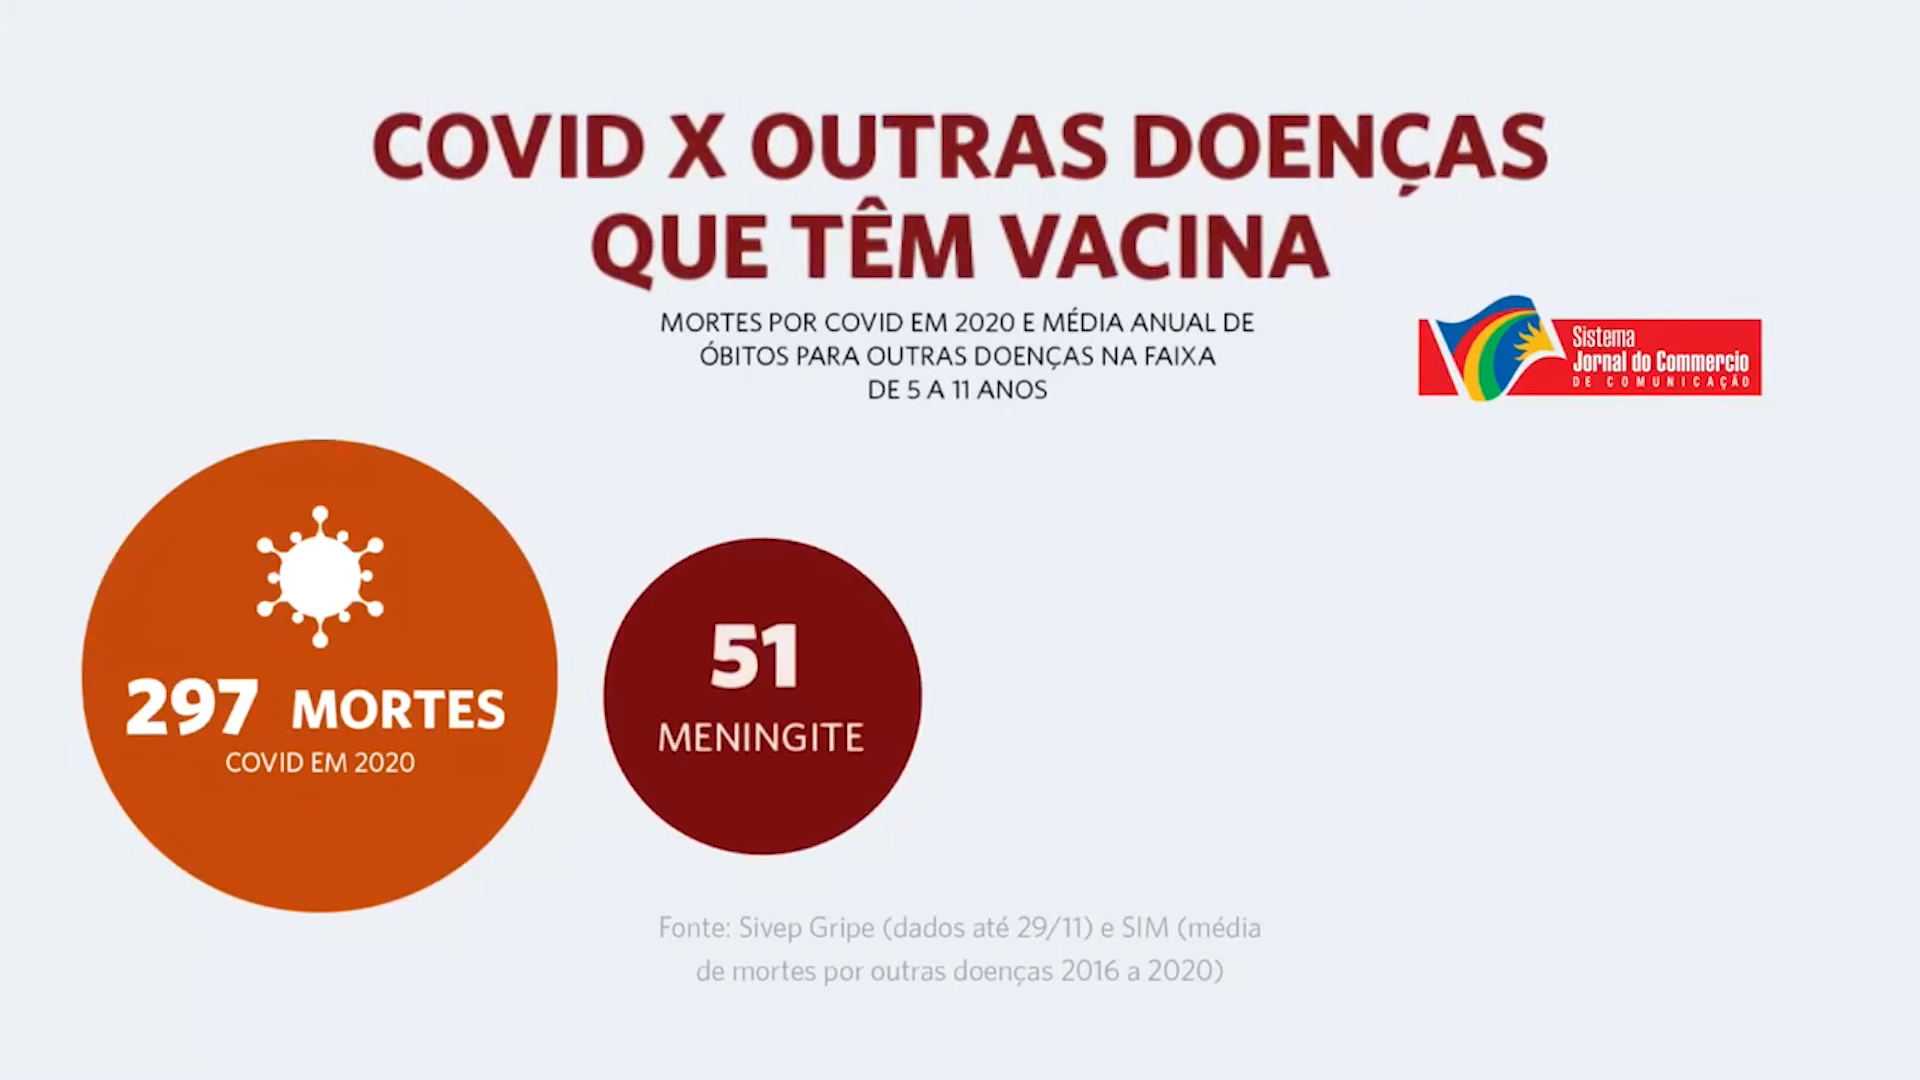 COVID X OUTRAS DOENÇAS
QUE TÊM VACINA
MORTES POR COVID EM 2020 E MÉDIA ANUAL DE
ÓBITOS PARA OUTRAS DOENÇAS NA FAIXA
DE 5 A 11 ANOS
Sistema
Jornal do Commercio
DE COMUNICAÇÃO
297 MORTES
COVID EM 2020
51
MENINGITE
Fonte: Sivep Gripe (dados até 29/11) e SIM (média
de mortes por outras doenças 2016 a 2020)